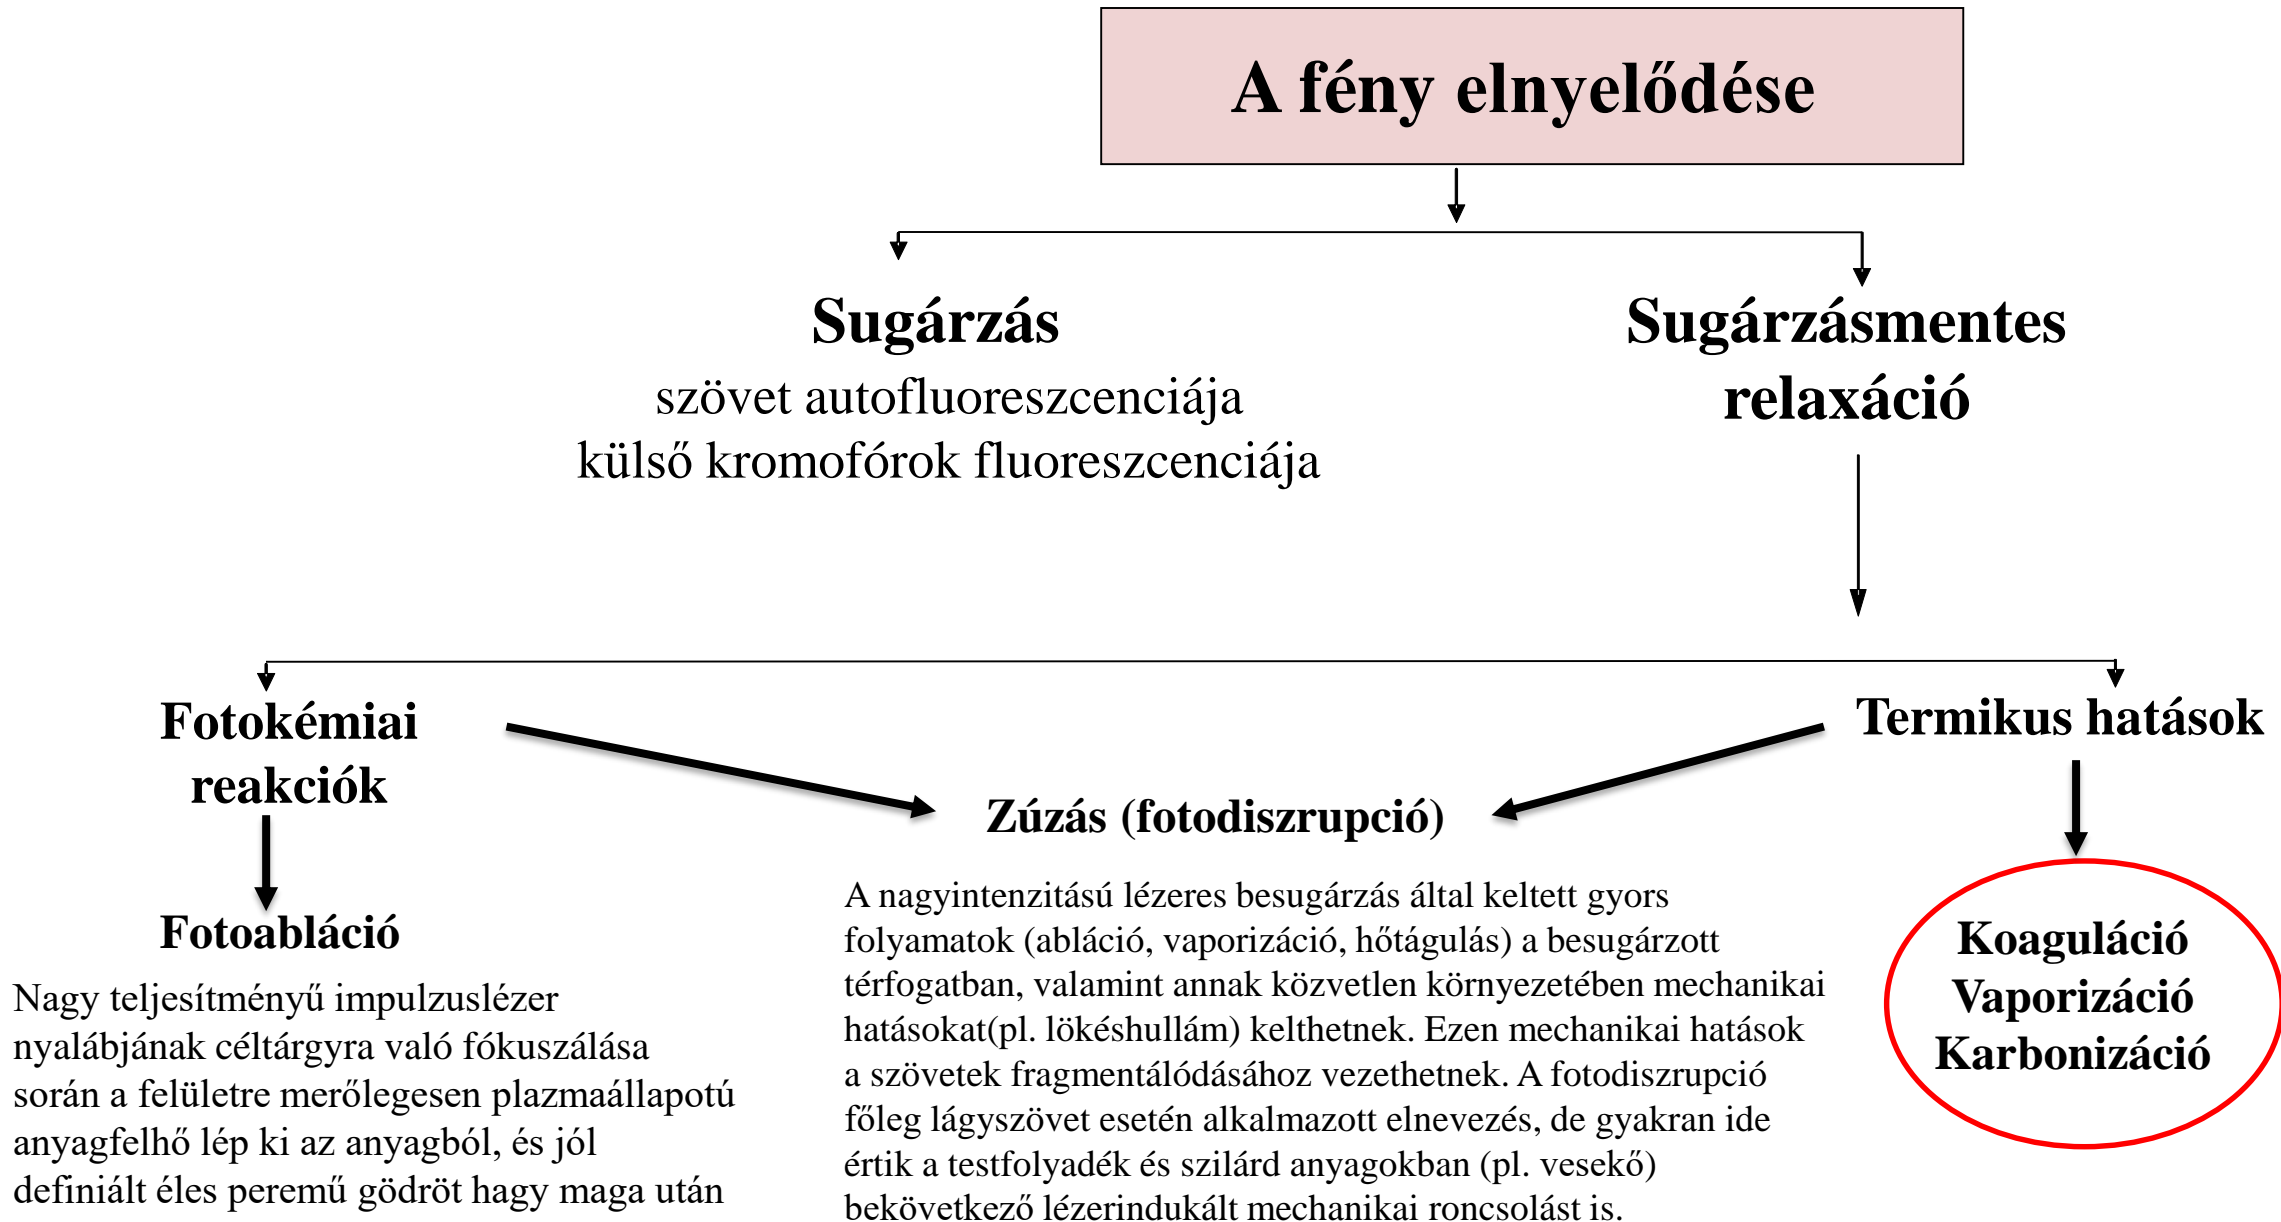 A fény elnyelődése
Sugárzás
szövet autofluoreszcenciája
külső kromofórok fluoreszcenciája
Sugárzásmentes
relaxáció
Fotokémiai
reakciók
Fotoabláció
Nagy teljesítményű impulzuslézer
nyalábjának céltárgyra való fókuszálása
során a felületre merőlegesen plazmaállapotú
anyagfelhő lép ki az anyagból, és jól
definiált éles peremű gödröt hagy maga után
Zúzás (fotodiszrupció)
A nagyintenzitású lézeres besugárzás által keltett gyors
folyamatok (abláció, vaporizáció, hőtágulás) a besugárzott
térfogatban, valamint annak közvetlen környezetében mechanikai
hatásokat(pl. lökéshullám) kelthetnek. Ezen mechanikai hatások
a szövetek fragmentálódásához vezethetnek. A fotodiszrupció
főleg lágyszövet esetén alkalmazott elnevezés, de gyakran ide
értik a testfolyadék és szilárd anyagokban (pl. vesekő)
bekövetkező lézerindukált mechanikai roncsolást is.
Termikus hatások
Koaguláció
Vaporizáció
Karbonizáció